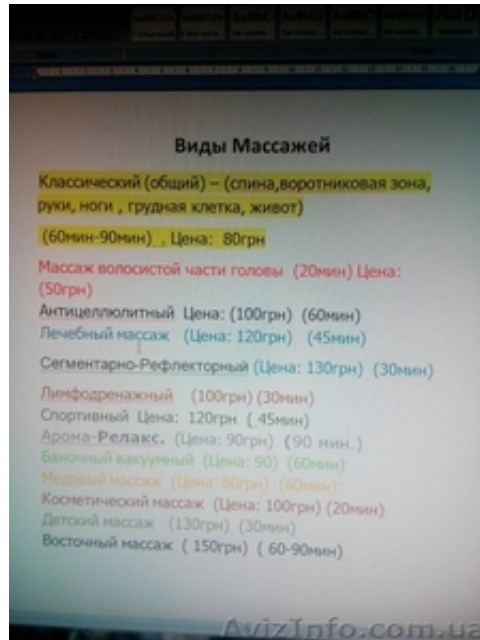 Виды Массажей
Классический (общий) – (спина,воротниковая зона,
руки, ноги , грудная клетка, живот)
(60мин-90мин) . Цена: 80грн
Массаж волосистой части головы (20мин) Цена:
(50грн)
Антицеллюлитный Цена: (100грн) (60мин)
Лечебный массаж (Цена: 120грн) (45мин)
Сегментарно-Рефлекторный (Цена: 130грн) (30мин)
Лимфодренажный (100грн) (30мин)
Спортивный Цена: 120грн ( 45мин)
Арома-Релакс. (Цена: 90грн) (90 мин.)
Баночный вакуумный (Цена: 90) (60мин)
Медовый массаж (Цена: 80грн) (60мин)
Косметический массаж (Цена: 100грн) (20мин)
Детский массаж (130грн) (30мин)
Восточный массаж ( 150грн) ( 60-90мин)
AvizInfo.com.ua